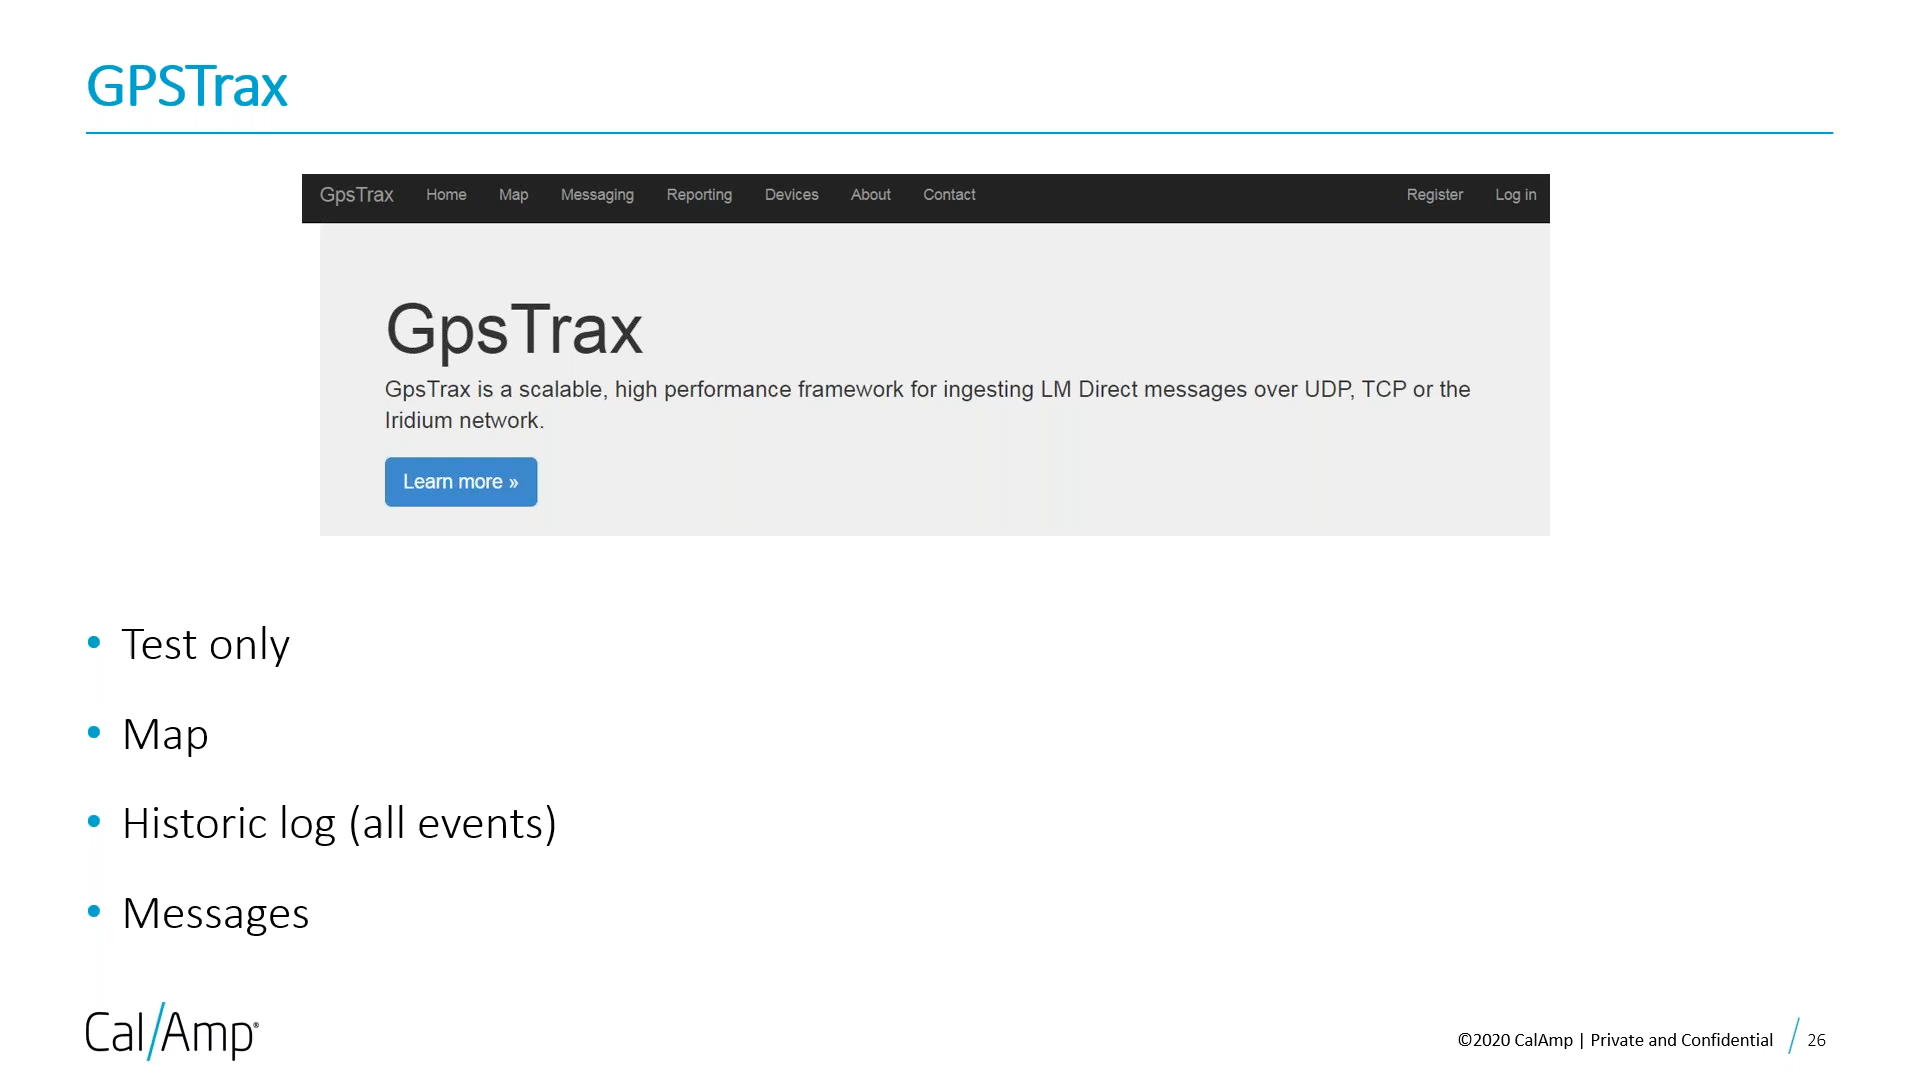 GPSTrax
GpsTrax Home Map Messaging Reporting Devices About Contact Register Log in
GpsTrax
GpsTrax is a scalable, high performance framework for ingesting LM Direct messages over UDP, TCP or the
Iridium network.
Learn more »
• Test only
• Map
• Historic log (all events)
• Messages
Cal/Amp®
©2020 CalAmp | Private and Confidential / 26